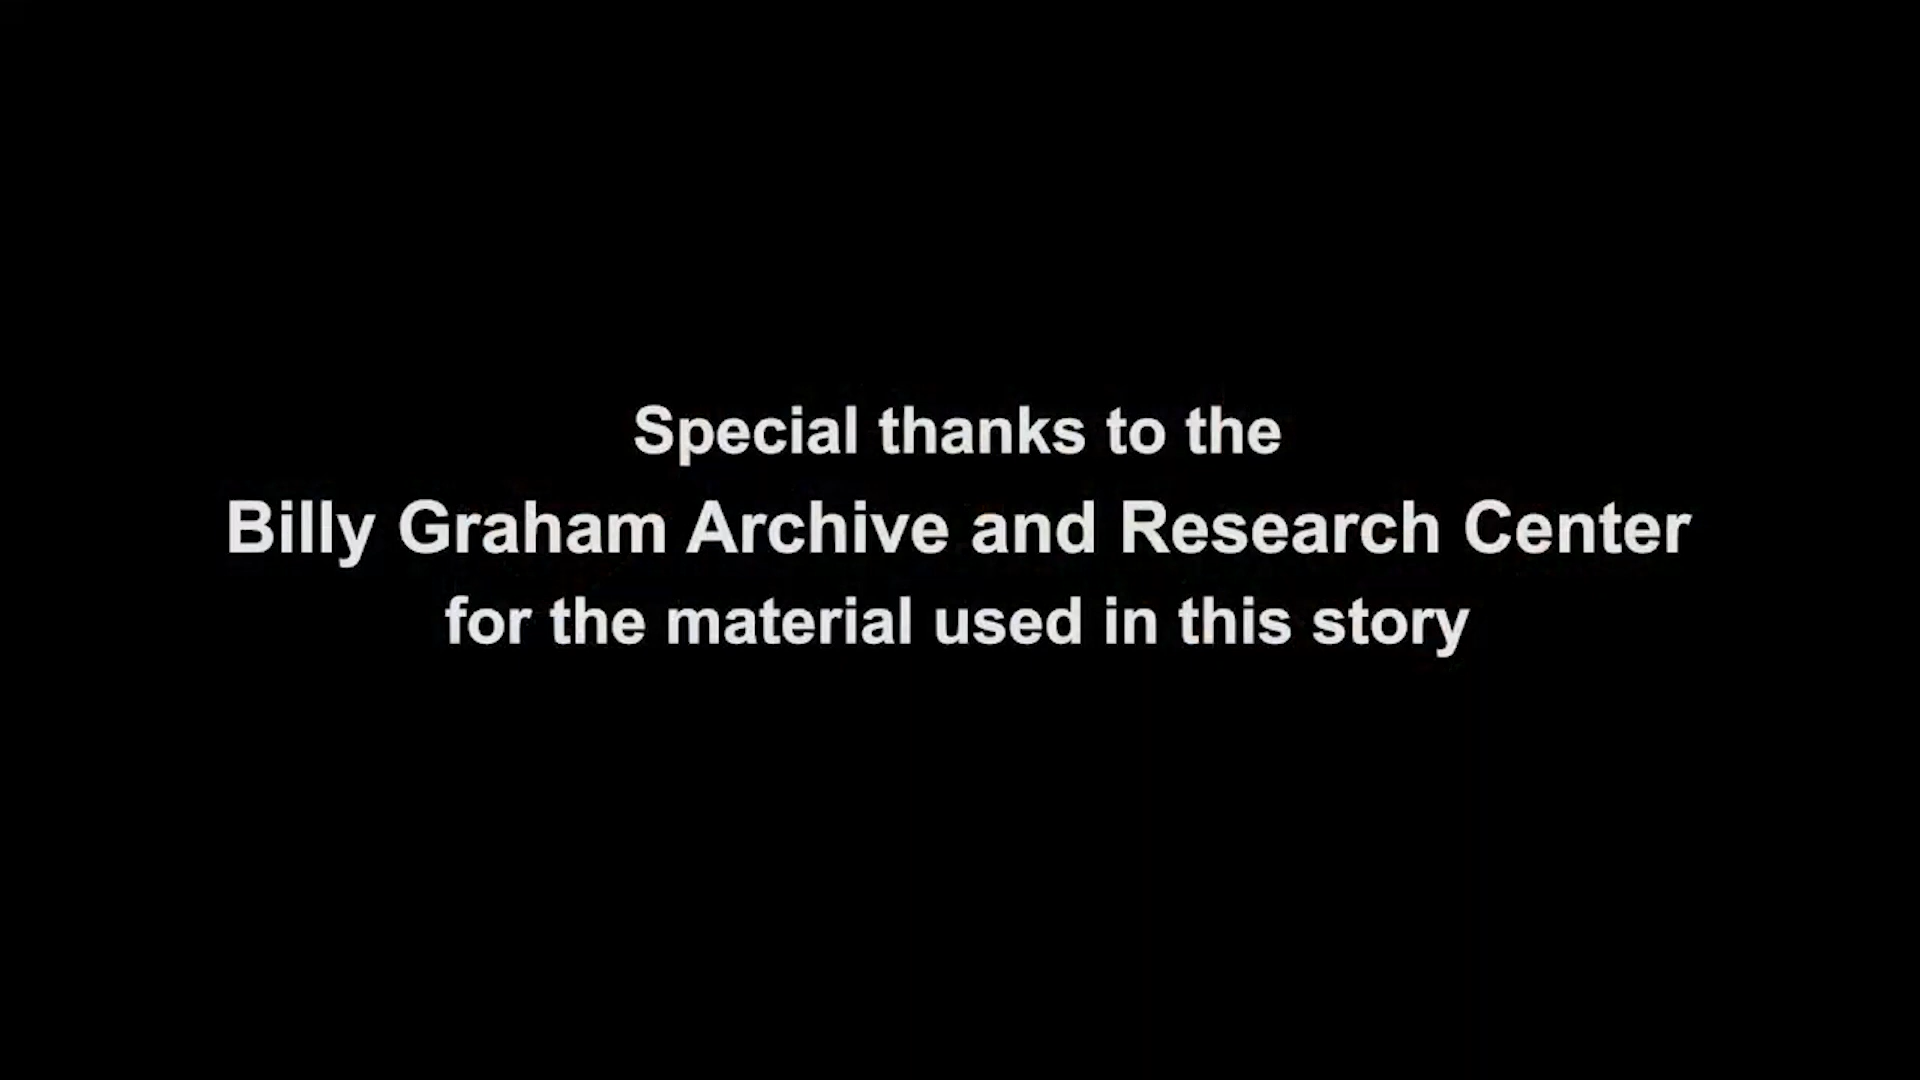 Special thanks to the
Billy Graham Archive and Research Center
for the material used in this story